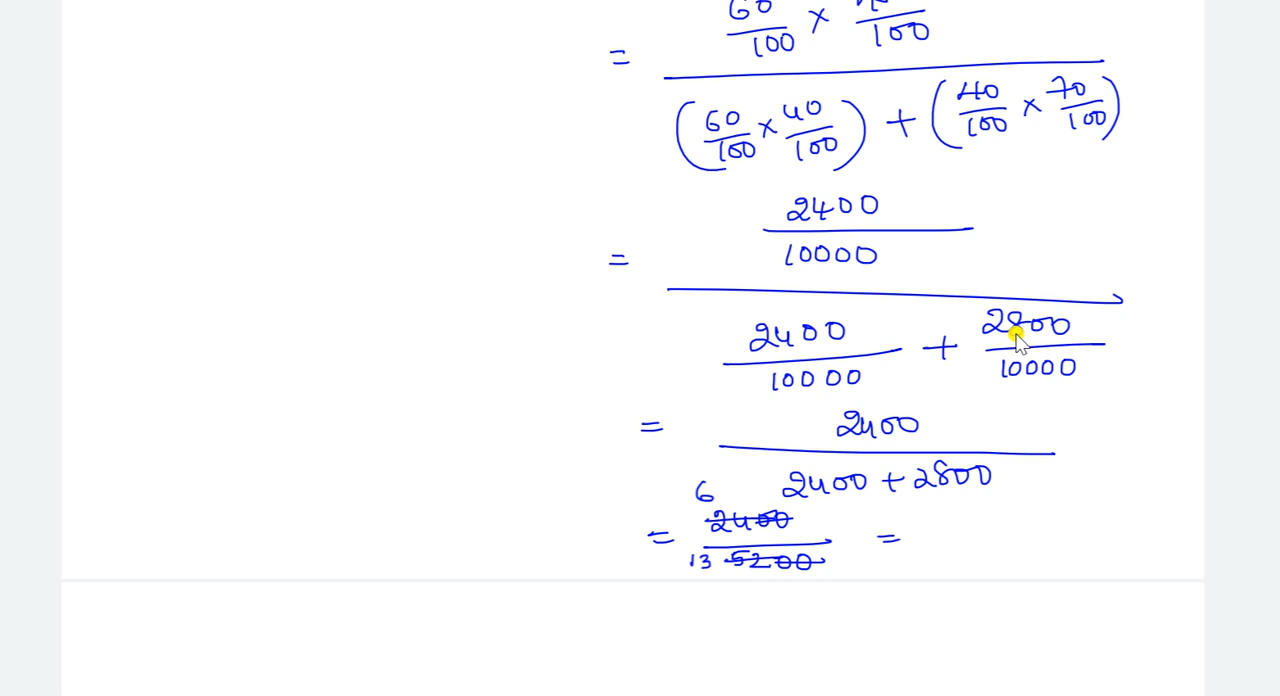 60/100 × /100
=
(60/100 × 40/100) + (40/100 × 70/100)
2400/10000
=
2400/10000 + 2800/10000
= 2400
2400 + 2800
6
= 2400/5200 =
13